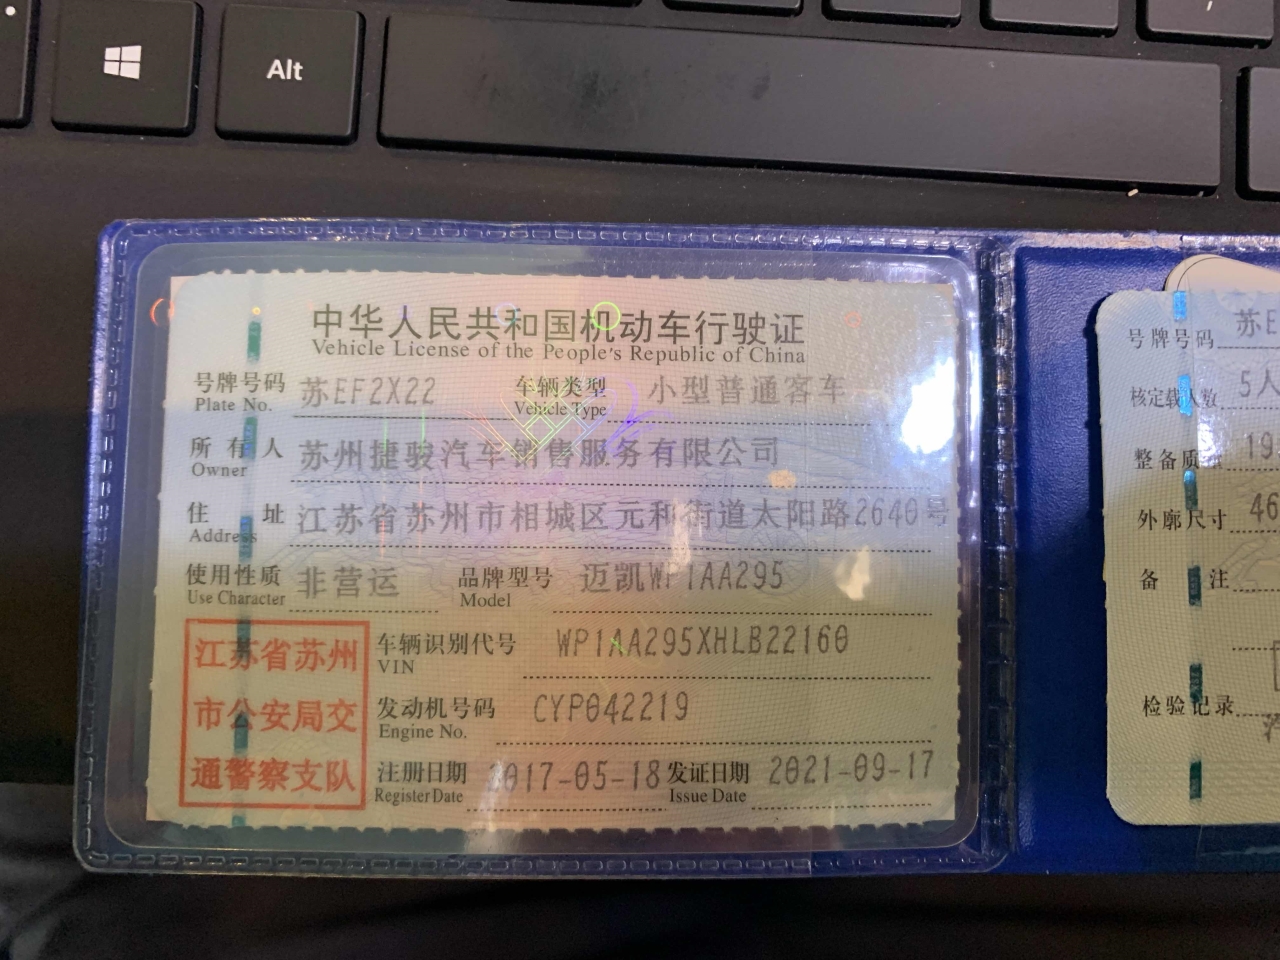 Alt
中华人民共和国机动车行驶证
Vehicle License of the People's Republic of China
号牌号码 苏EF2X22 车辆类型 小型普通客车
Plate No. Vehicle Type
所有人 苏州捷骏汽车销售服务有限公司
Owner
住址 江苏省苏州市相城区元和街道太阳路2640号
Address
使用性质 非营运 品牌型号 迈凯WP1AA295
Use Character Model
江苏省苏州
市公安局交
通警察支队
车辆识别代号 WP1AA295XHLB22160
VIN
发动机号码 CYP042219
Engine No.
注册日期 2017-05-18 发证日期 2021-09-17
Register Date Issue Date
号牌号码 苏E
核定载人数 5人
整备质量 19
外廓尺寸 46
备注
检验记录